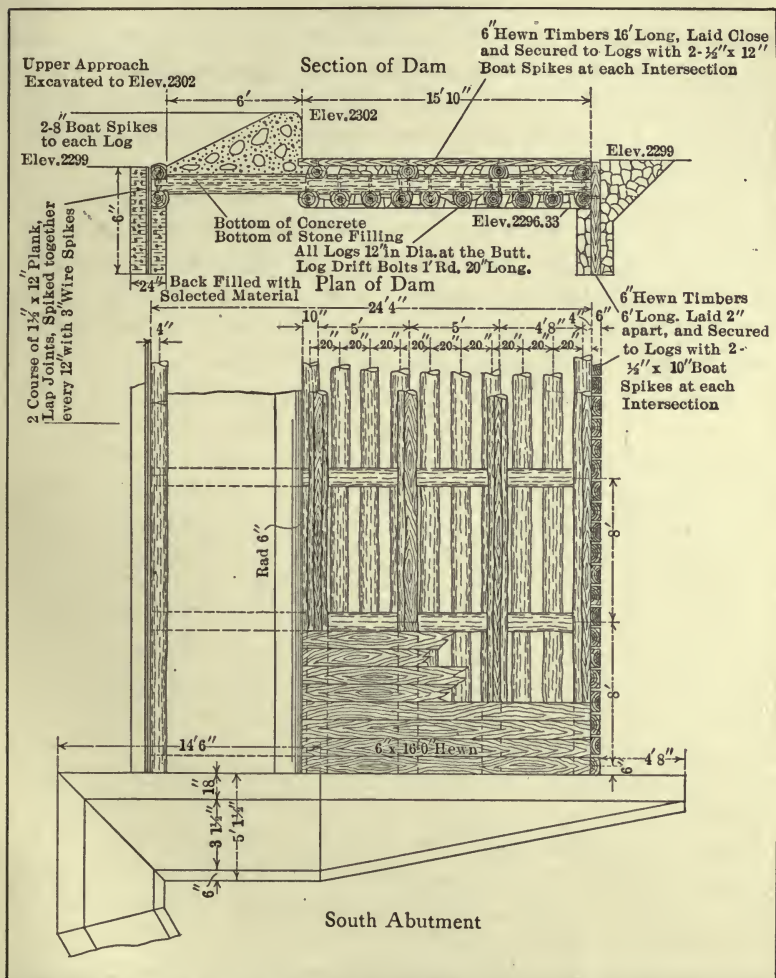 6" Hewn Timbers 16' Long, Laid Close
and Secured to Logs with 2-½"x 12"
Boat Spikes at each Intersection
Upper Approach
Excavated to Elev.2302
Section of Dam
6'
15'10"
2-8"Boat Spikes
to each Log
Elev.2302
Elev.2299
Elev.2299
6"
Bottom of Concrete
Bottom of Stone Filling
Elev.2296.33
All Logs 12"in Dia.at the Butt.
Log Drift Bolts 1'Rd. 20"Long.
24"
Back Filled with
Selected Material
Plan of Dam
24'4"
2 Course of 1½"x 12"Plank,
Lap Joints, Spiked together
every 12"with 3"Wire Spikes
4"
10"
5'
5'
4'8"
4"
6"
20"
20"
20"
20"
20"
20"
20"
20"
20"
6"Hewn Timbers
6'Long. Laid 2"
apart, and Secured
to Logs with 2-
½"x 10"Boat
Spikes at each
Intersection
Rad 6"
8'
8'
14'6"
6"x 16'0"Hewn
4'8"
6"
18"
3 1¼"
5'1¼"
6"
South Abutment